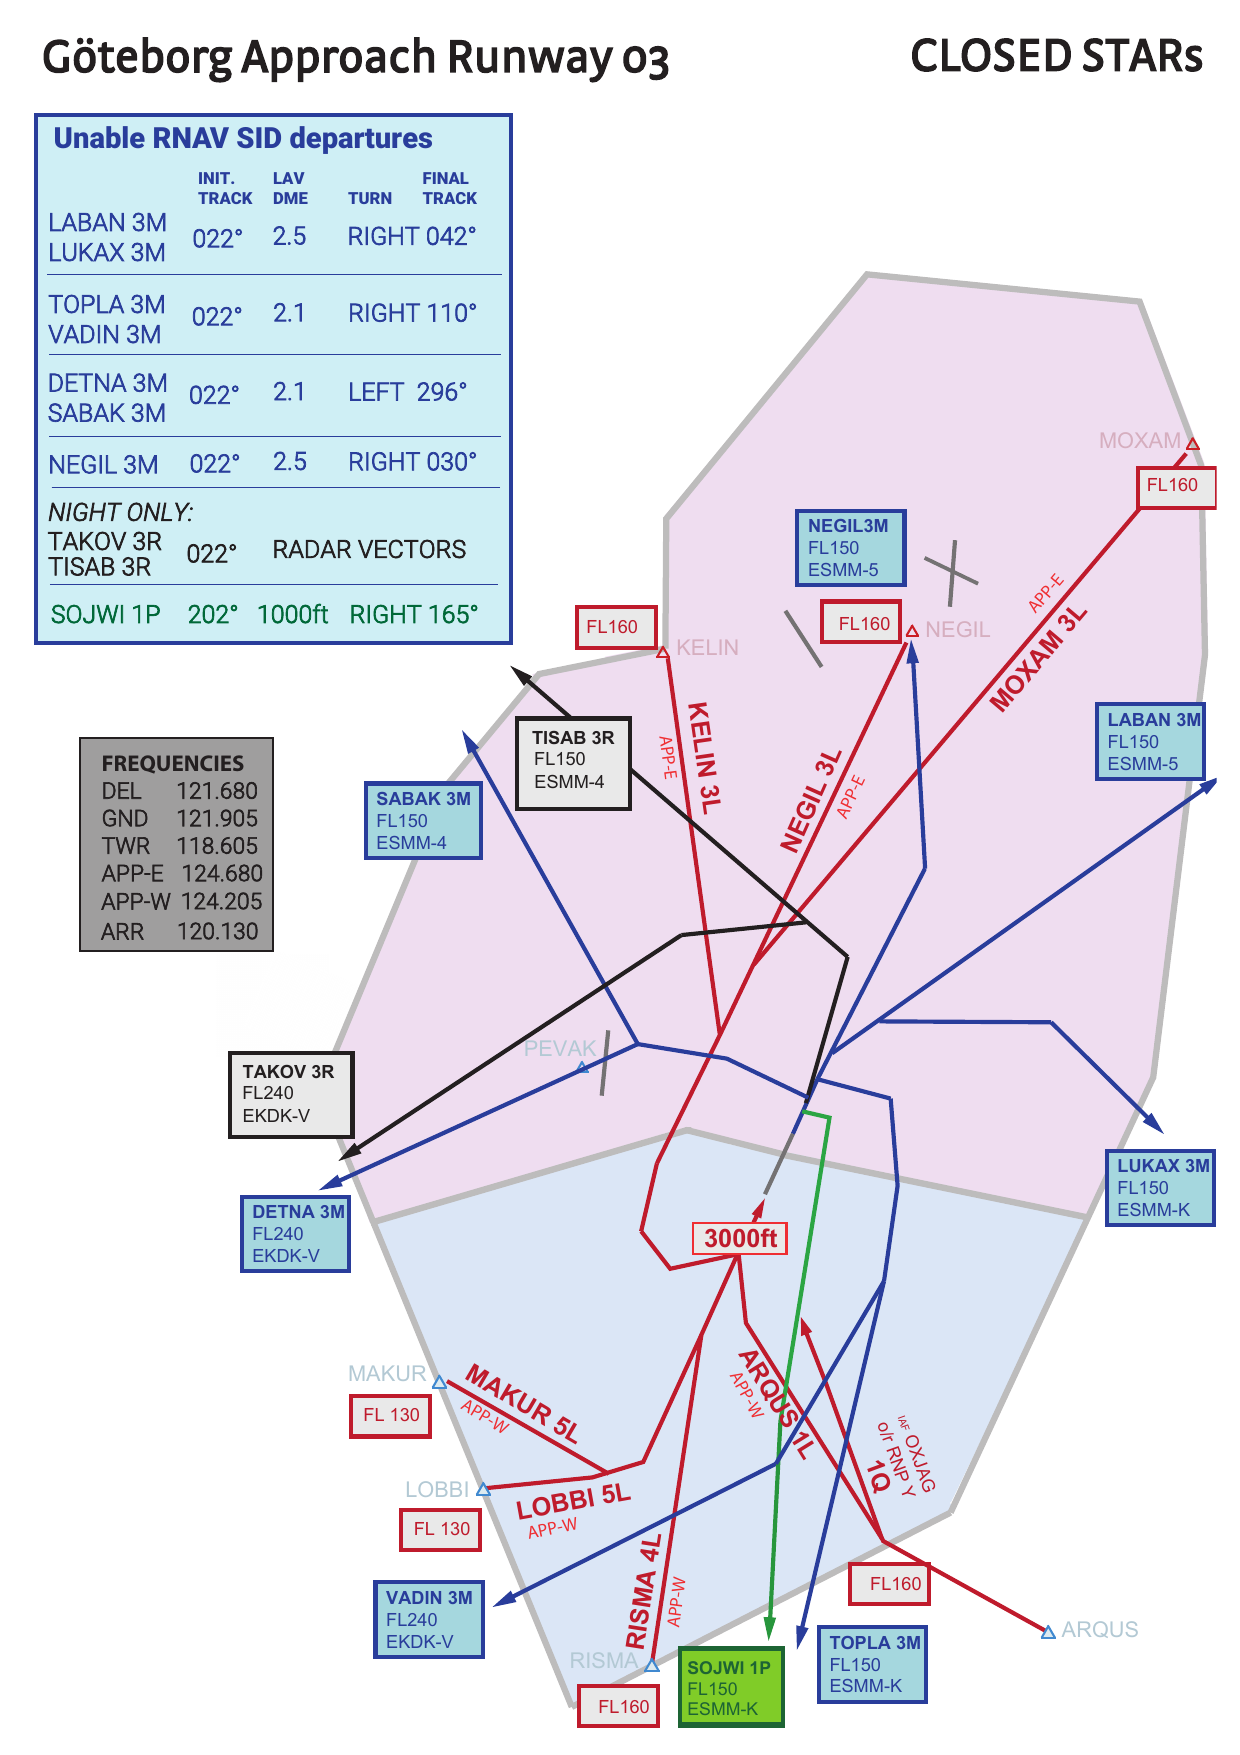 Göteborg Approach Runway 03
CLOSED STARs
Unable RNAV SID departures
INIT. LAV FINAL
TRACK DME TURN TRACK
LABAN 3M
LUKAX 3M
022° 2.5 RIGHT 042°
TOPLA 3M
VADIN 3M
022° 2.1 RIGHT 110°
DETNA 3M
SABAK 3M
022° 2.1 LEFT 296°
NEGIL 3M 022° 2.5 RIGHT 030°
NIGHT ONLY:
TAKOV 3R
TISAB 3R
022° RADAR VECTORS
SOJWI 1P 202° 1000ft RIGHT 165°
MOXAM
FL160
NEGIL3M
FL150
ESMM-5
APP-E
MOXAM 3L
FL160
NEGIL
FL160
KELIN
KELIN 3L
APP-E
TISAB 3R
FL150
ESMM-4
NEGIL 3L
APP-E
LABAN 3M
FL150
ESMM-5
FREQUENCIES
DEL 121.680
GND 121.905
TWR 118.605
APP-E 124.680
APP-W 124.205
ARR 120.130
SABAK 3M
FL150
ESMM-4
PEVAK
TAKOV 3R
FL240
EKDK-V
LUKAX 3M
FL150
ESMM-K
DETNA 3M
FL240
EKDK-V
3000ft
MAKUR
FL 130
MAKUR 5L
APP-W
ARQUS 1L
APP-W
IAF OXJAG
o/r RNP Y
1Q
LOBBI
FL 130
LOBBI 5L
APP-W
RISMA 4L
APP-W
FL160
ARQUS
VADIN 3M
FL240
EKDK-V
RISMA
FL160
SOJWI 1P
FL150
ESMM-K
TOPLA 3M
FL150
ESMM-K